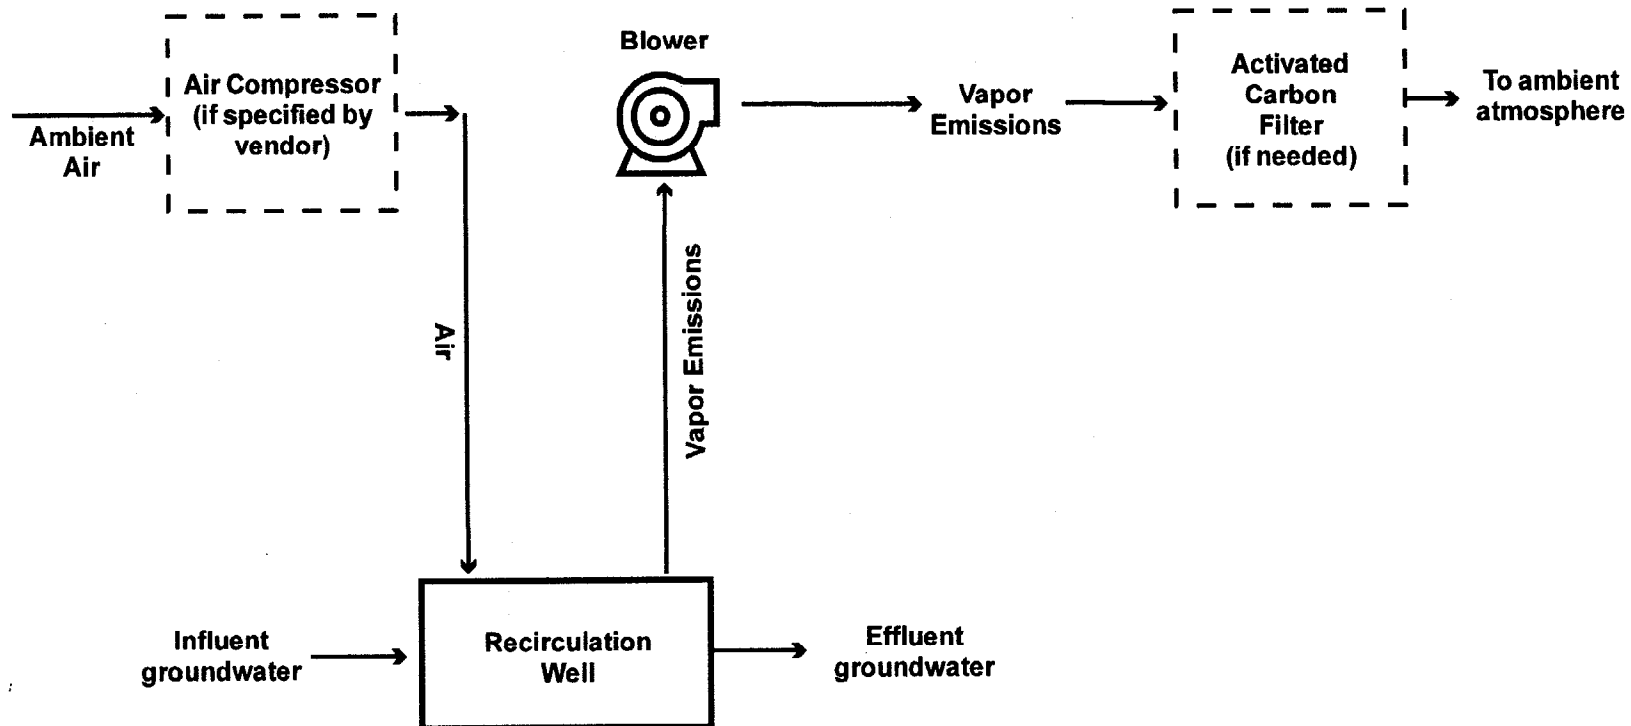 Blower
Air Compressor
(if specified by
vendor)
Ambient
Air
Vapor
Emissions
Activated
Carbon
Filter
(if needed)
To ambient
atmosphere
Air
Vapor Emissions
Influent
groundwater
Recirculation
Well
Effluent
groundwater